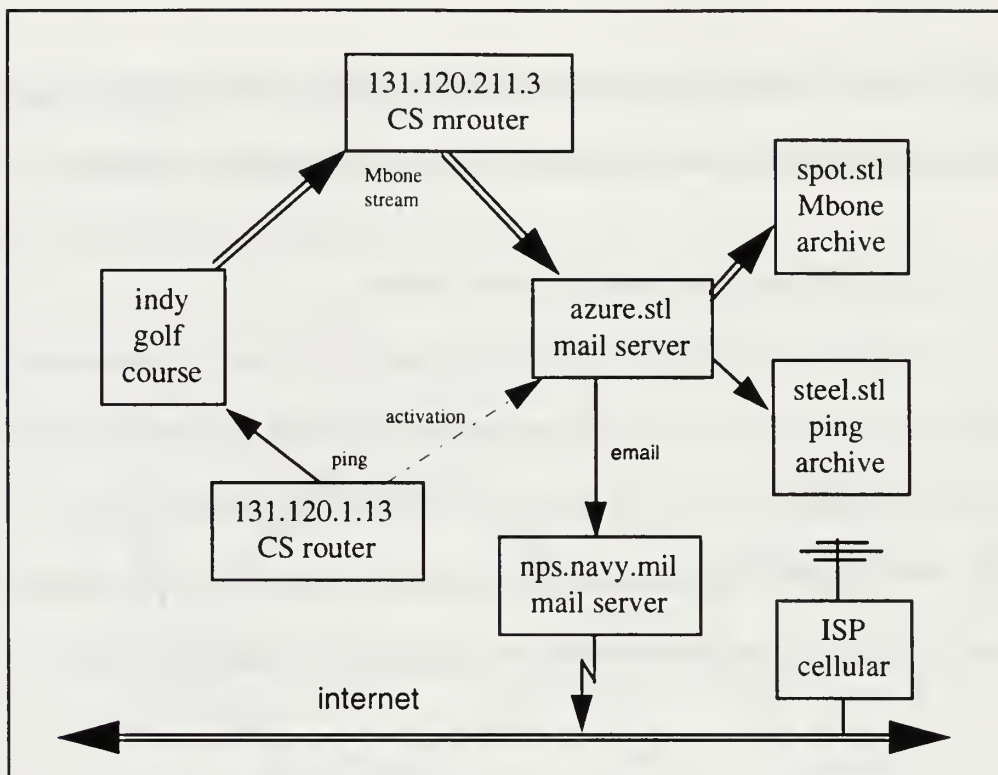 131.120.211.3
CS mrouter
Mbone
stream
spot.stl
Mbone
archive
indy
golf
course
azure.stl
mail server
steel.stl
ping
archive
activation
ping
email
131.120.1.13
CS router
nps.navy.mil
mail server
ISP
cellular
internet